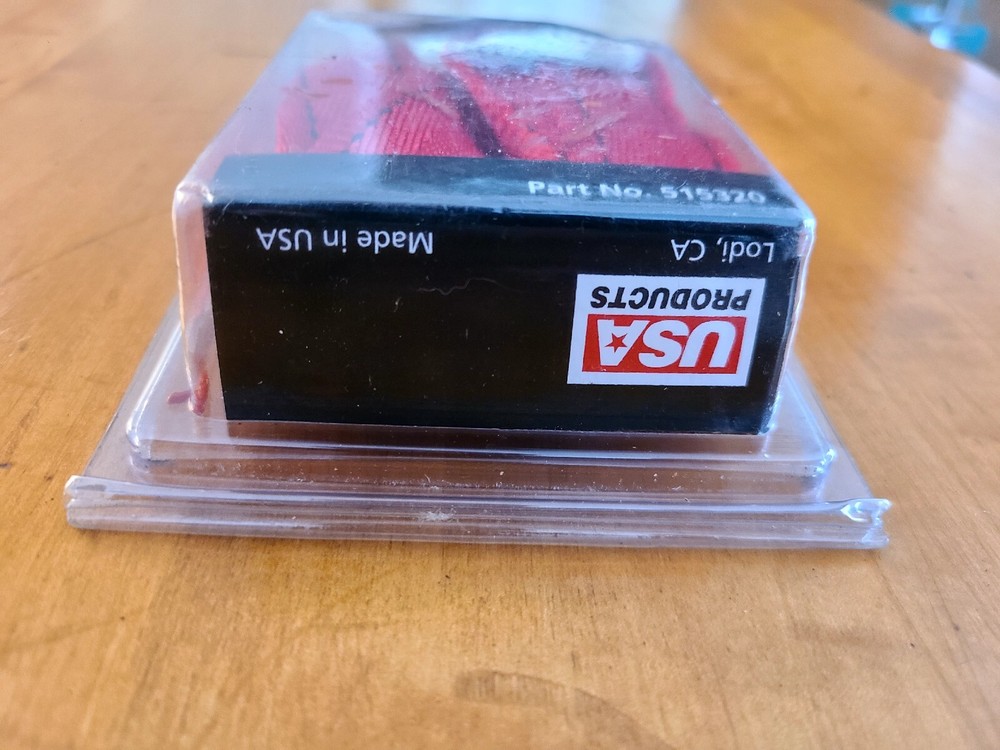 Part No. 515320
USA
PRODUCTS
Lodi, CA
Made in USA